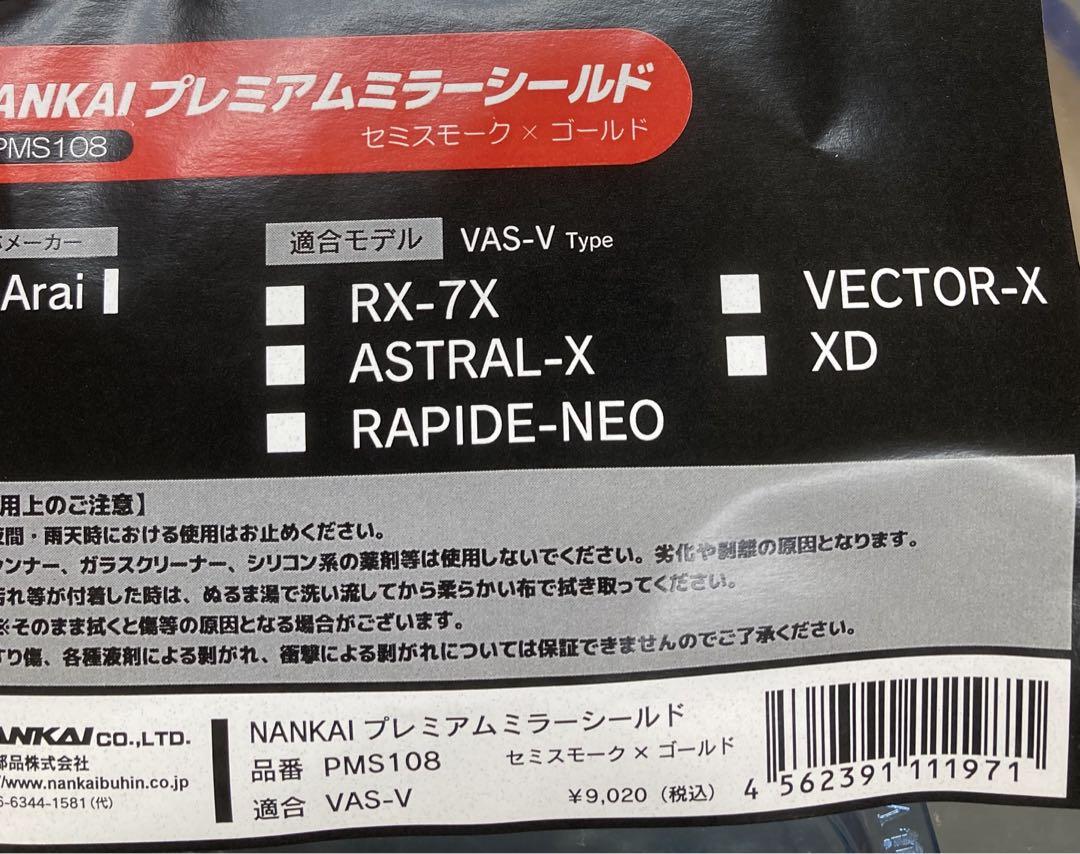 NANKAI プレミアムミラーシールド
PMS108
セミスモーク × ゴールド
メーカー
適合モデル VAS-V Type
Arai
RX-7X
VECTOR-X
ASTRAL-X
XD
RAPIDE-NEO
用上のご注意】
夜間・雨天時における使用はお止めください。
シンナー、ガラスクリーナー、シリコン系の薬剤等は使用しないでください。劣化や剥離の原因となります。
汚れ等が付着した時は、ぬるま湯で洗い流してから柔らかい布で拭き取ってください。
※そのまま拭くと傷等の原因となる場合がございます。
すり傷、各種液剤による剥がれ、衝撃による剥がれについては保証できませんのでご了承ください。
NANKAI CO.,LTD.
部品株式会社
//www.nankaibuhin.co.jp
6-6344-1581(代)
NANKAI プレミアムミラーシールド
品番 PMS108 セミスモーク × ゴールド
適合 VAS-V ¥9,020（税込）
4 562391 111971